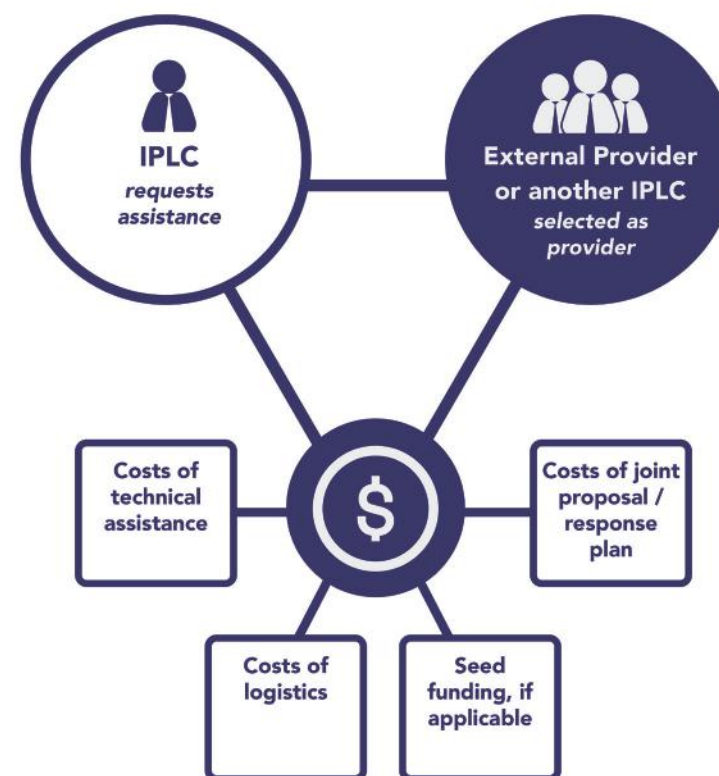 IPLC
requests
assistance
External Provider
or another IPLC
selected as
provider
$
Costs of
technical
assistance
Costs of joint
proposal /
response
plan
Costs of
logistics
Seed
funding, if
applicable